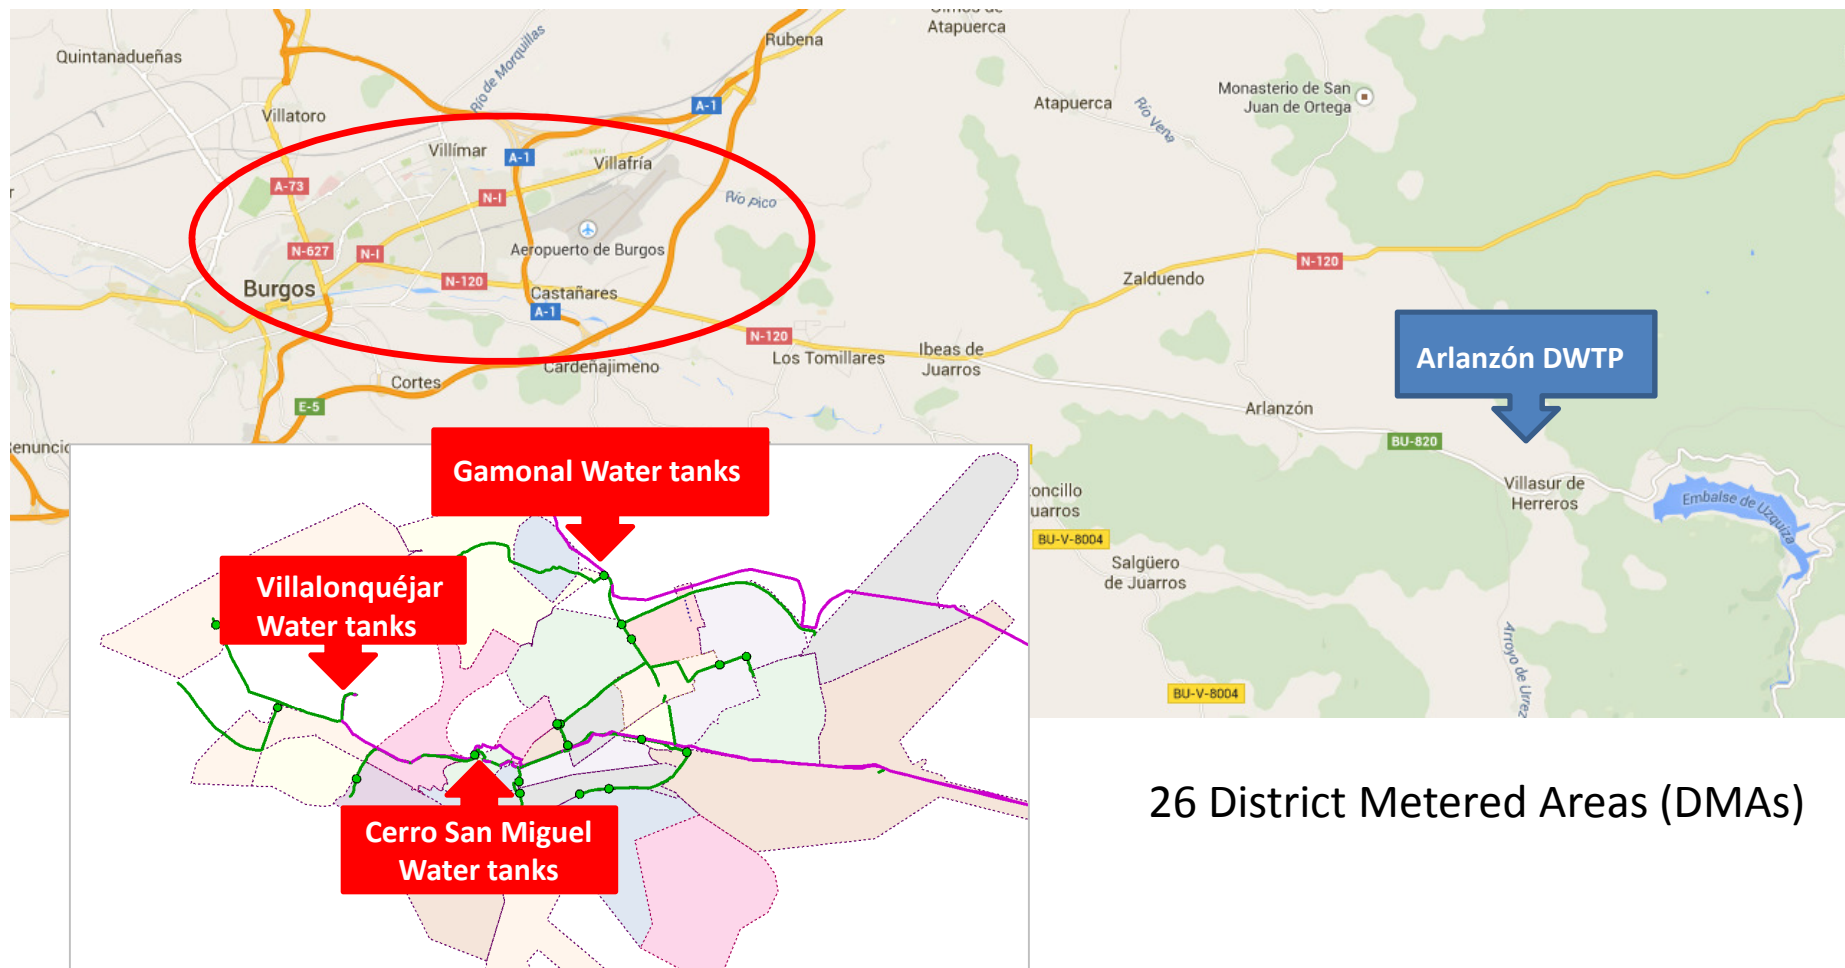 Olmos de
Atapuerca
Quintanadueñas
Río de Morquillas
Rubena
Monasterio de San
Juan de Ortega
A-1
Atapuerca
Río Vena
Villatoro
Villímar
A-1
Villafría
A-73
N-I
Río Pico
N-627
N-I
Aeropuerto de Burgos
N-120
Zalduendo
N-120
Burgos
Castañares
A-1
N-120
Arlanzón DWTP
Ibeas de
Juarros
Los Tomillares
Cardeñajimeno
Cortes
E-5
Arlanzón
BU-820
Gamonal Water tanks
Villasur de
Herreros
Embalse de Uzquiza
oncillo
uarros
BU-V-8004
Salgüero
de Juarros
Villalonquéjar
Water tanks
Arroyo de Urrez
BU-V-8004
Cerro San Miguel
Water tanks
26 District Metered Areas (DMAs)